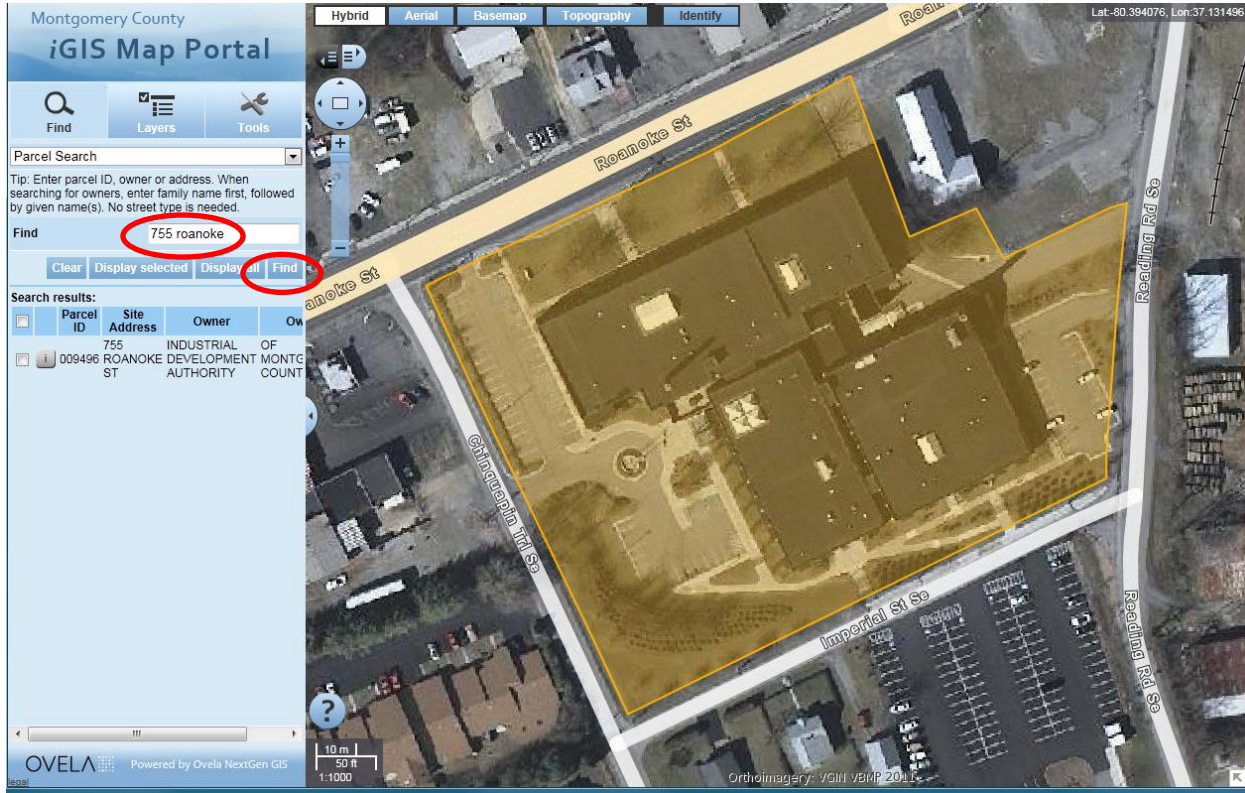 Montgomery County
iGIS Map Portal
Find
Layers
Tools
Parcel Search
Tip: Enter parcel ID, owner or address. When
searching for owners, enter family name first, followed
by given name(s). No street type is needed.
Find
755 roanoke
Clear
Display selected
Find
Search results:
Parcel ID
Site Address
Owner
Ow
009496
755 ROANOKE ST
INDUSTRIAL DEVELOPMENT AUTHORITY
OF MONTG COUNT
OVELA
Powered by Ovela NextGen GIS
legal
Hybrid
Aerial
Basemap
Topography
Identify
Lat:-80.394076, Lon:37.131496
Roanoke St
anoke St
Roan
Chinquapin Trl Se
Imperial St Se
Reading Rd Se
Reading Rd Se
?
10 m
50 ft
1:1000
Orthoimagery: VGIN VBMP 2011